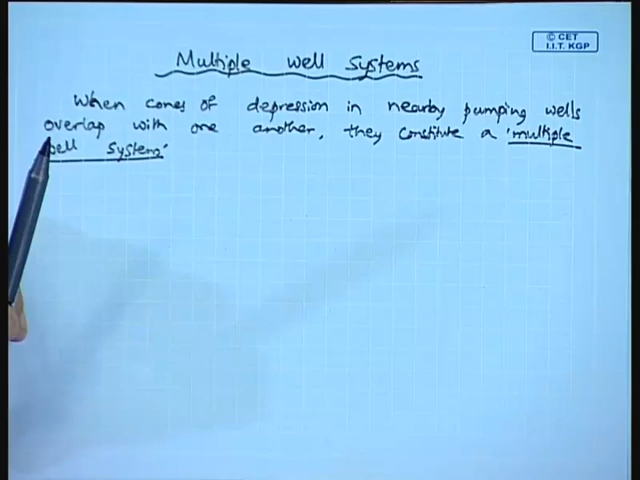 © CET
I.I.T. KGP
Multiple well Systems
When cones of depression in nearby pumping wells
overlap with one another, they constitute a 'multiple
well system'